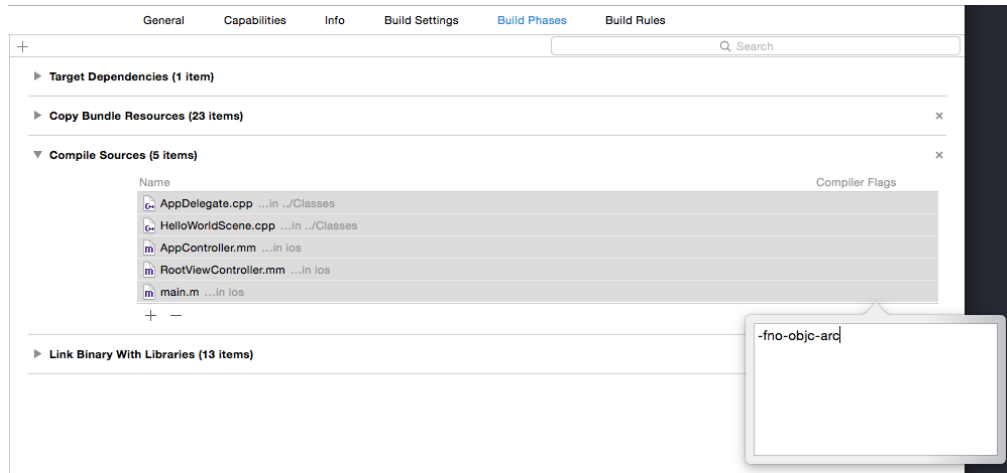 General Capabilities Info Build Settings Build Phases Build Rules
+ Search
Target Dependencies (1 item)
Copy Bundle Resources (23 items) ×
Compile Sources (5 items) ×
Name Compiler Flags
AppDelegate.cpp ...in ../Classes
HelloWorldScene.cpp ...in ../Classes
AppController.mm ...in ios
RootViewController.mm ...in ios
main.m ...in ios
+ −
-fno-objc-arc
Link Binary With Libraries (13 items)